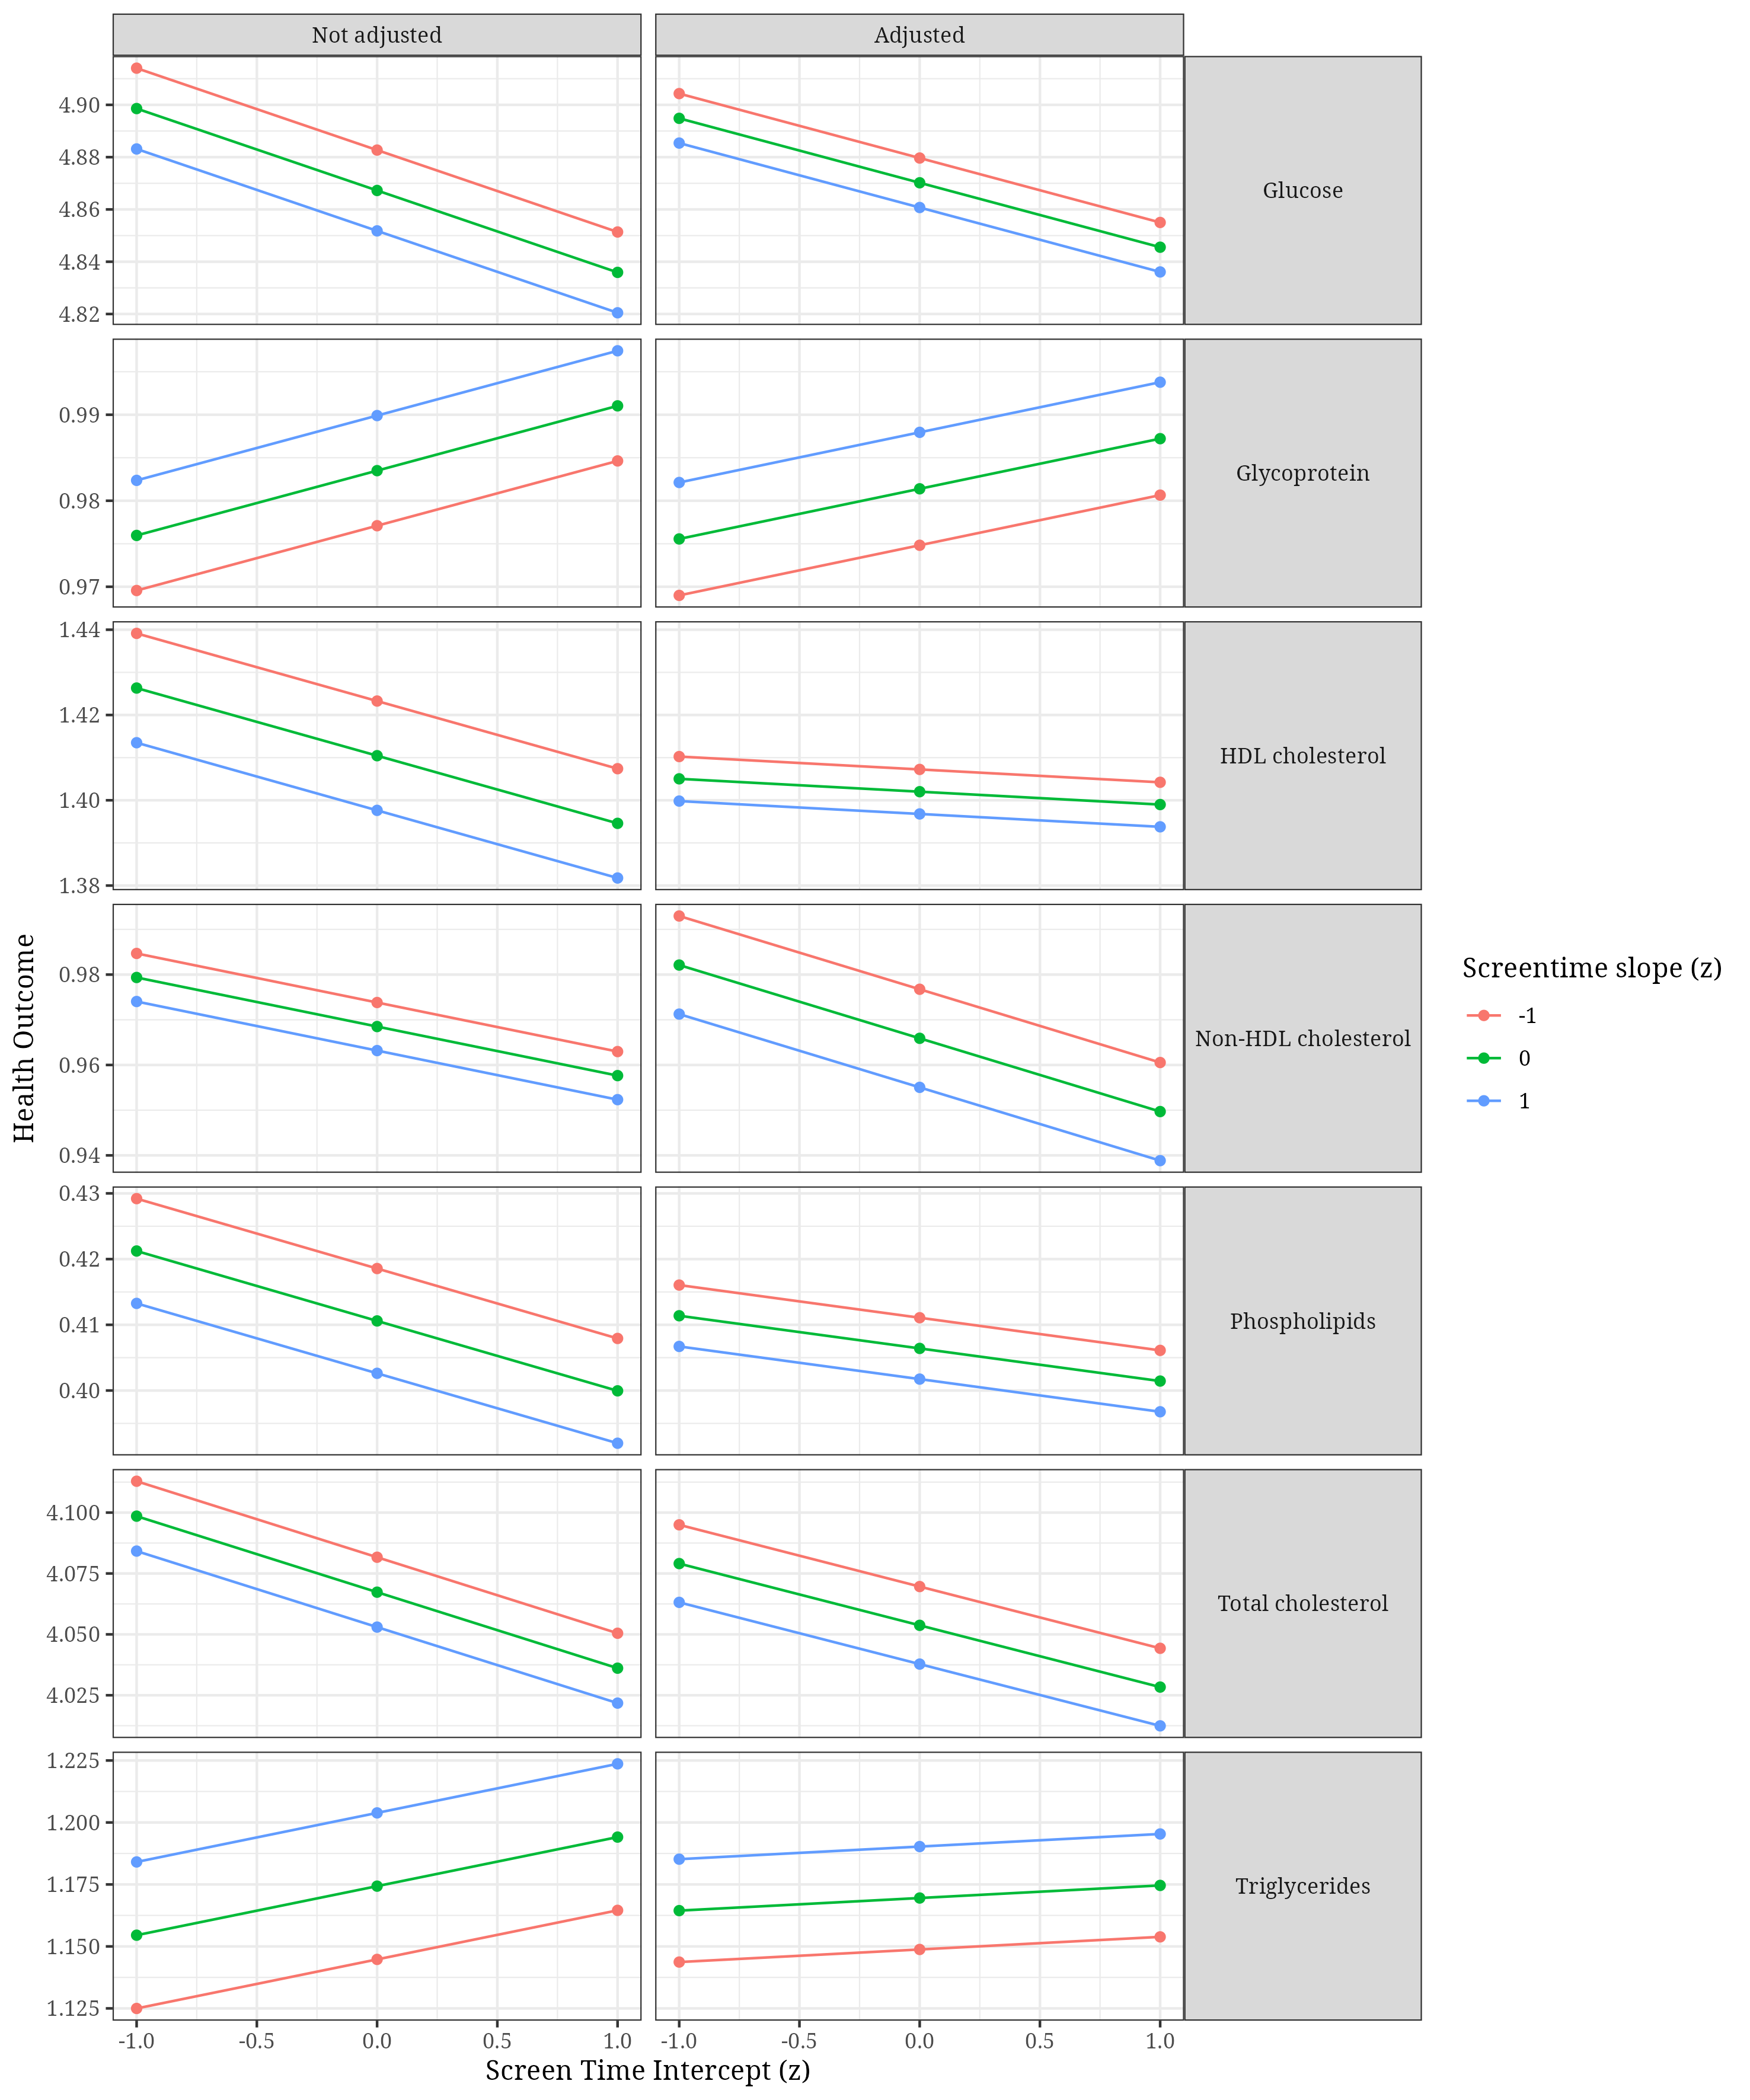 Not adjusted
Adjusted
4.90
4.88
4.86
4.84
4.82
Glucose
0.99
0.98
0.97
Glycoprotein
1.44
1.42
1.40
1.38
HDL cholesterol
0.98
0.96
0.94
Non-HDL cholesterol
0.43
0.42
0.41
0.40
Phospholipids
4.100
4.075
4.050
4.025
Total cholesterol
1.225
1.200
1.175
1.150
1.125
Triglycerides
-1.0 -0.5 0.0 0.5 1.0
-1.0 -0.5 0.0 0.5 1.0
Screen Time Intercept (z)
Health Outcome
Screentime slope (z)
-1
0
1